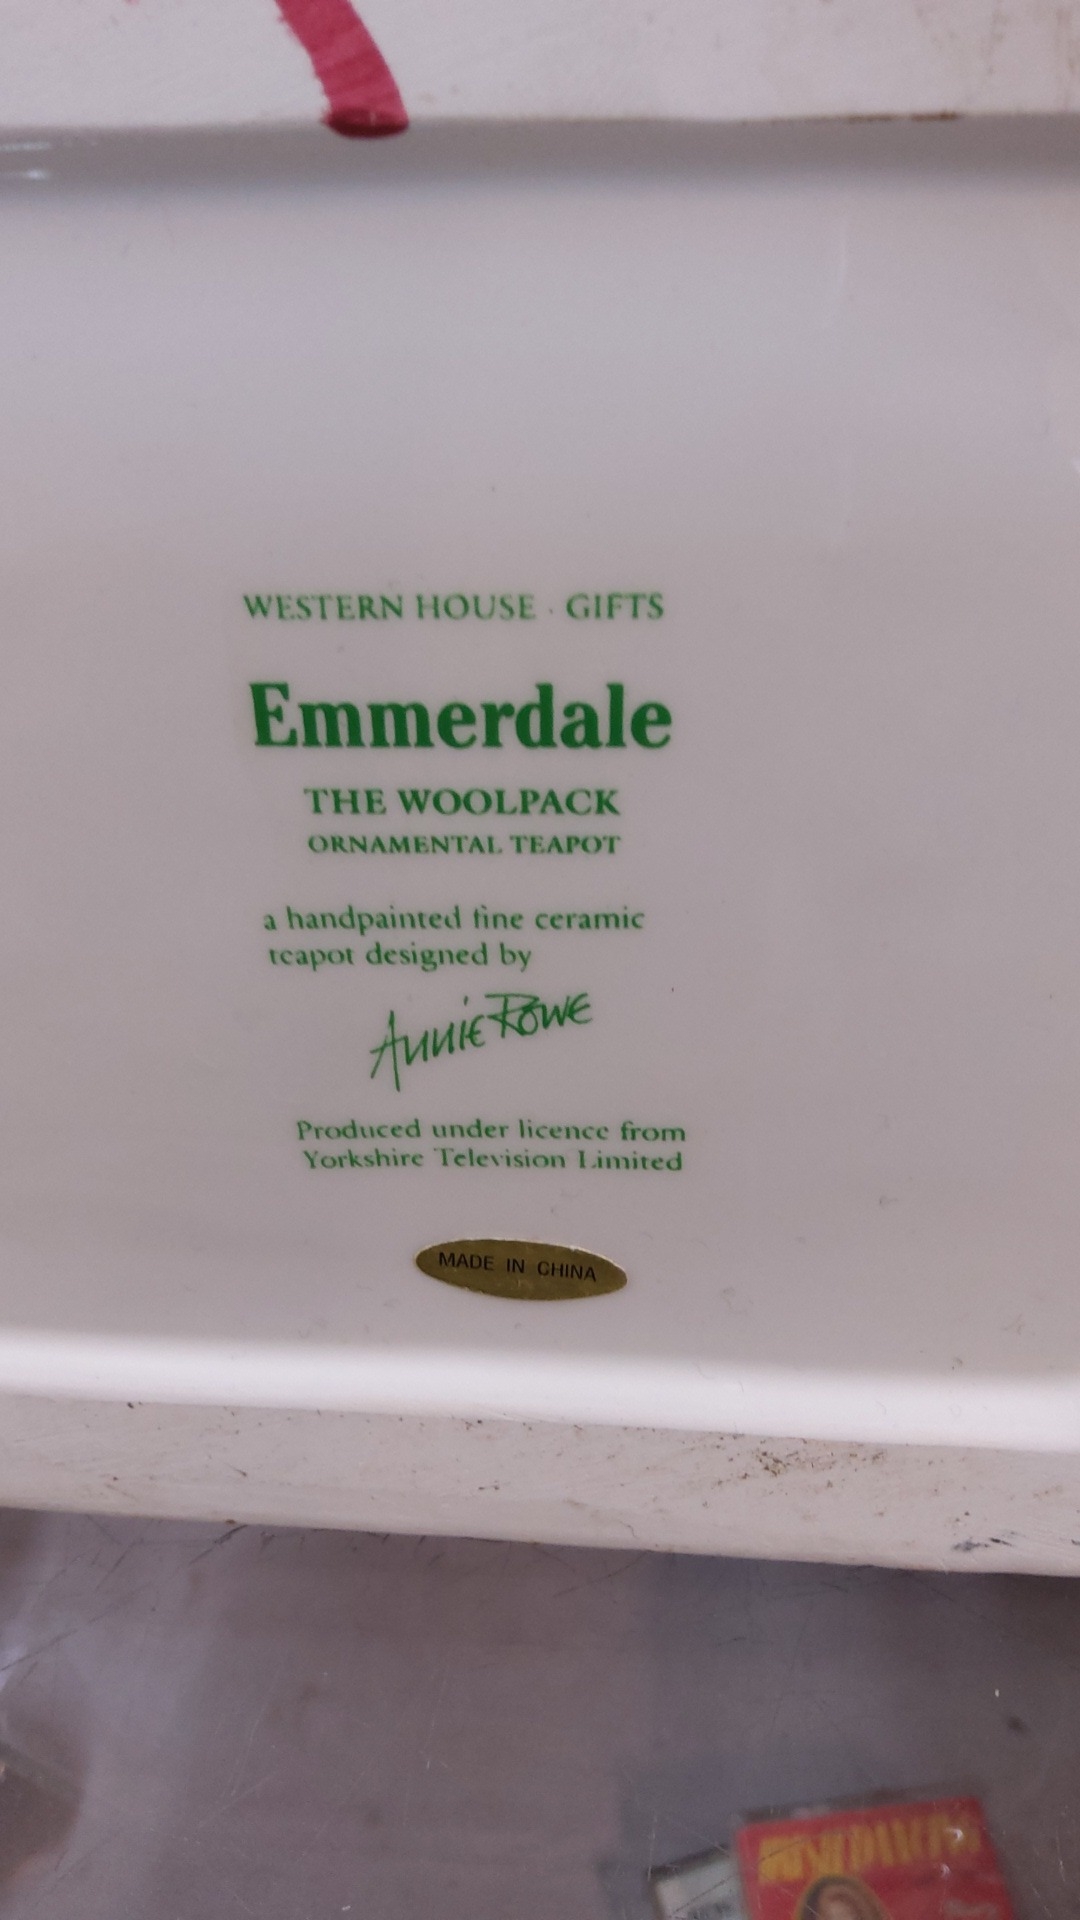 WESTERN HOUSE · GIFTS
Emmerdale
THE WOOLPACK
ORNAMENTAL TEAPOT
a handpainted fine ceramic
teapot designed by
Annie Rowe
Produced under licence from
Yorkshire Television Limited
MADE IN CHINA